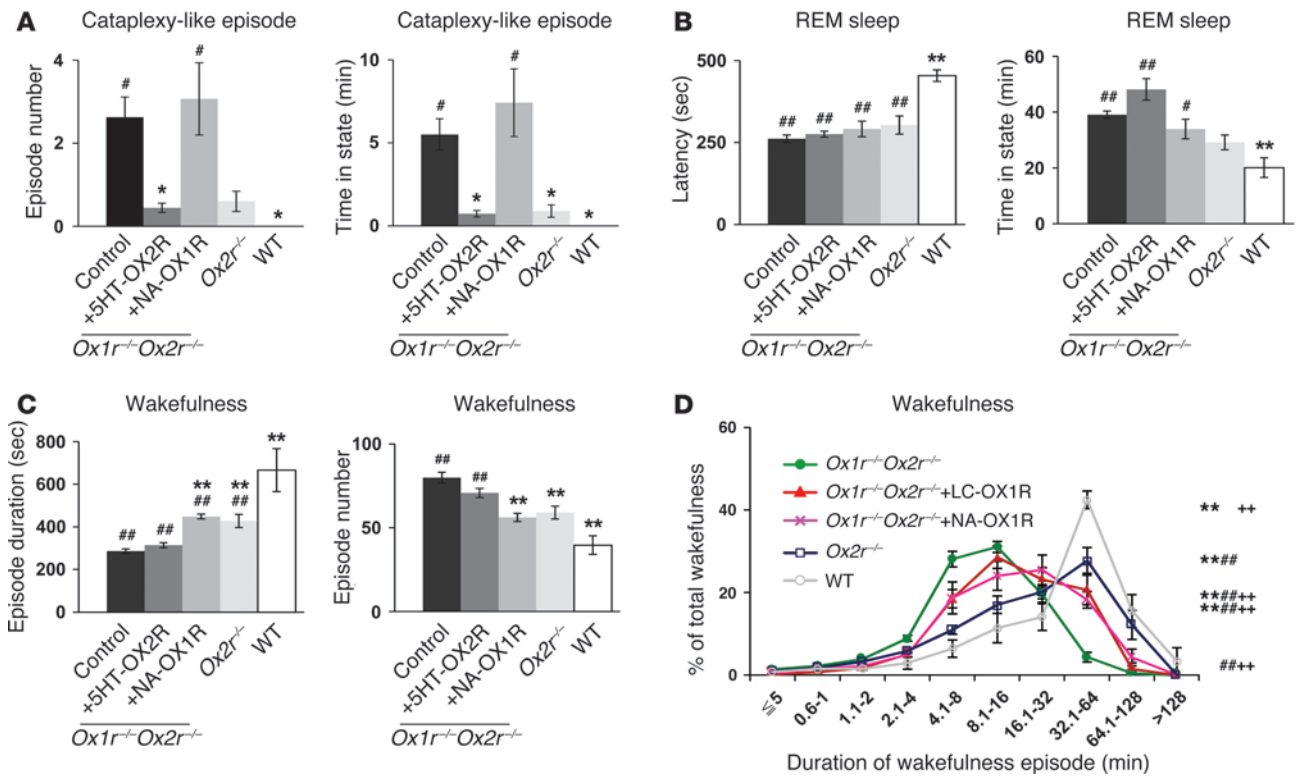 A
Cataplexy-like episode
Episode number
4
2
0
#
*
#
*
Control
+5HT-OX2R
+NA-OX1R
Ox2r–/–
WT
Ox1r–/–Ox2r–/–
Cataplexy-like episode
Time in state (min)
10
5
0
#
*
#
*
*
Control
+5HT-OX2R
+NA-OX1R
Ox2r–/–
WT
Ox1r–/–Ox2r–/–
B
REM sleep
Latency (sec)
500
250
0
##
##
##
##
**
Control
+5HT-OX2R
+NA-OX1R
Ox2r–/–
WT
Ox1r–/–Ox2r–/–
REM sleep
Time in state (min)
60
40
20
0
##
##
#
**
Control
+5HT-OX2R
+NA-OX1R
Ox2r–/–
WT
Ox1r–/–Ox2r–/–
C
Wakefulness
Episode duration (sec)
800
600
400
200
0
##
##
**
##
**
##
**
Control
+5HT-OX2R
+NA-OX1R
Ox2r–/–
WT
Ox1r–/–Ox2r–/–
Wakefulness
Episode number
100
50
0
##
##
**
**
**
Control
+5HT-OX2R
+NA-OX1R
Ox2r–/–
WT
Ox1r–/–Ox2r–/–
D
Wakefulness
% of total wakefulness
60
40
20
0
Ox1r–/–Ox2r–/–
Ox1r–/–Ox2r–/–+LC-OX1R
Ox1r–/–Ox2r–/–+NA-OX1R
Ox2r–/–
WT
** ++
**##
**##++
**##++
##++
≦5
0.6-1
1.1-2
2.1-4
4.1-8
8.1-16
16.1-32
32.1-64
64.1-128
>128
Duration of wakefulness episode (min)